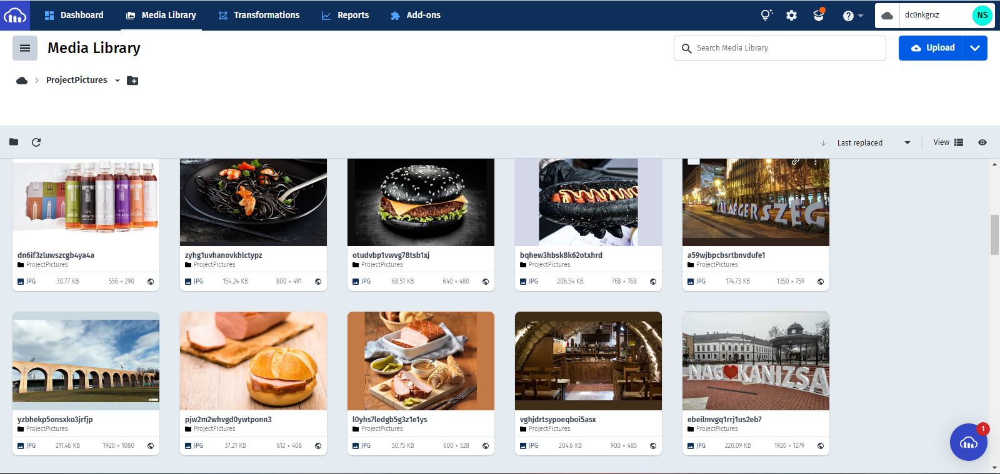 Dashboard
Media Library
Transformations
Reports
Add-ons
dc0nkgrxz
NS
Media Library
Search Media Library
Upload
ProjectPictures
Last replaced
View
ZALAEGERSZEG
dn6if3zluwszcgb4ya4a
ProjectPictures
JPG 30.77 KB 556 × 290
zyhg1uvhanovkhlctypz
ProjectPictures
JPG 154.24 KB 800 × 491
otudvbp1vwvg78tsb1xj
ProjectPictures
JPG 68.51 KB 640 × 480
bqhew3hbsk8k62otxhrd
ProjectPictures
JPG 206.54 KB 768 × 768
a59wjbpcbsrtbnvdufe1
ProjectPictures
JPG 174.73 KB 1350 × 759
NAGYKANIZSA
yzbhekp5onsxko3jrfjp
ProjectPictures
JPG 211.46 KB 1920 × 1080
pjw2m2whvgd0ywtponn3
ProjectPictures
JPG 37.21 KB 612 × 408
l0yhs7ledgb5g3z1e1ys
ProjectPictures
JPG 50.75 KB 600 × 528
vghjdrtsypoeqboi5asx
ProjectPictures
JPG 204.6 KB 900 × 485
ebeilmvgq1rrj1us2eb7
ProjectPictures
JPG 220.09 KB 1920 × 1279
1